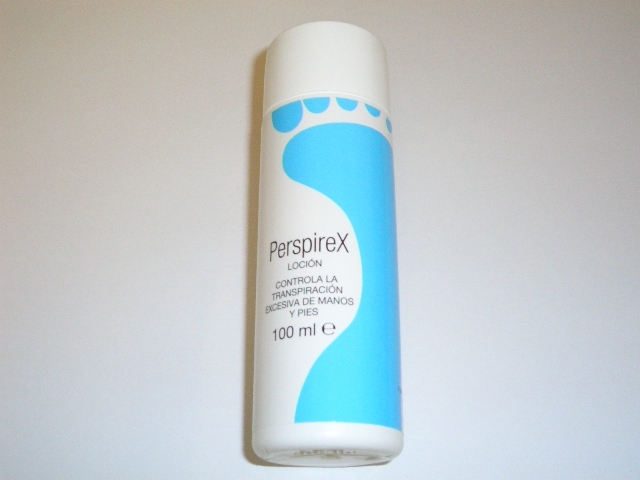 PerspireX
LOCIÓN
CONTROLA LA
TRANSPIRACIÓN
EXCESIVA DE MANOS
Y PIES
100 ml ℮